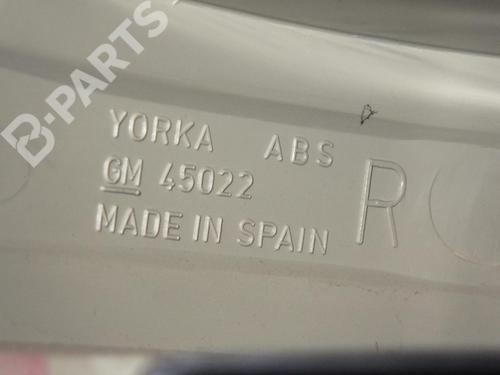 B-PARTS
YORKA ABS
GM 45022
MADE IN SPAIN
R